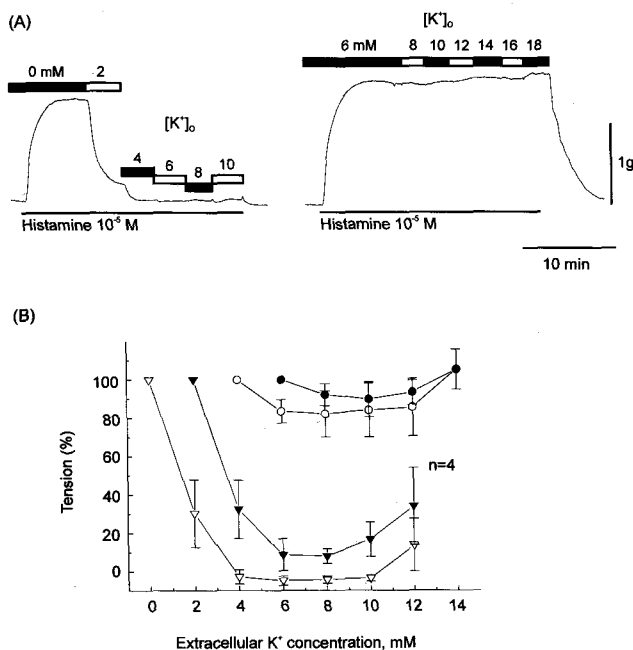 (A)
[K⁺]ₒ
6 mM 8 10 12 14 16 18
0 mM 2
[K⁺]ₒ
4 6 8 10
1g
Histamine 10⁻⁵ M
Histamine 10⁻⁵ M
10 min
(B)
100
80
60
40
20
0
Tension (%)
n=4
0 2 4 6 8 10 12 14
Extracellular K⁺ concentration, mM